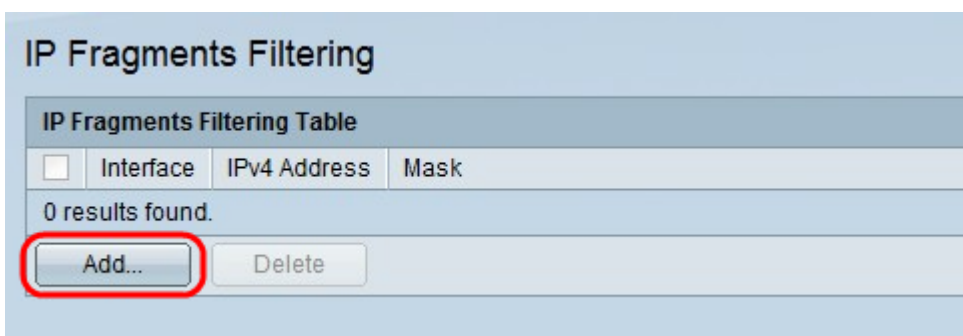 IP Fragments Filtering
IP Fragments Filtering Table
Interface IPv4 Address Mask
0 results found.
Add... Delete